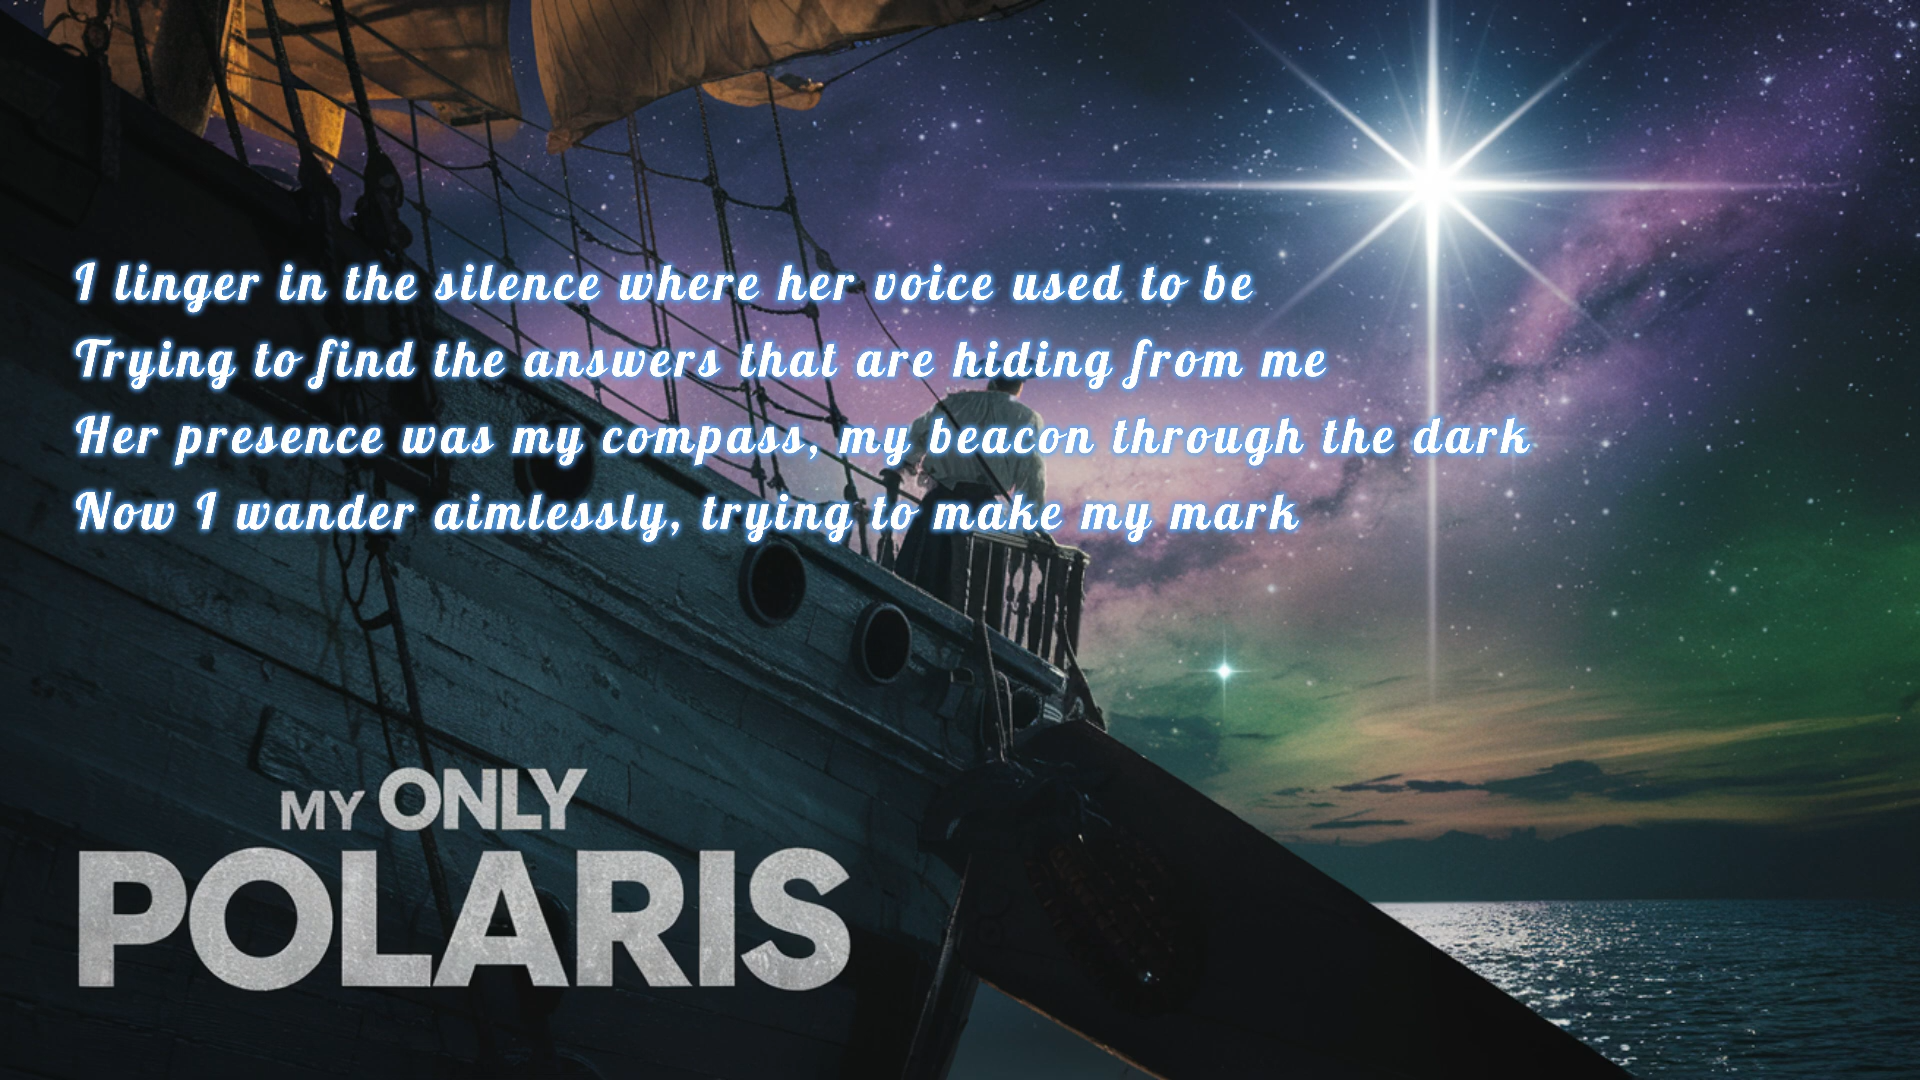 I linger in the silence where her voice used to be
Trying to find the answers that are hiding from me
Her presence was my compass, my beacon through the dark
Now I wander aimlessly, trying to make my mark
MY ONLY
POLARIS